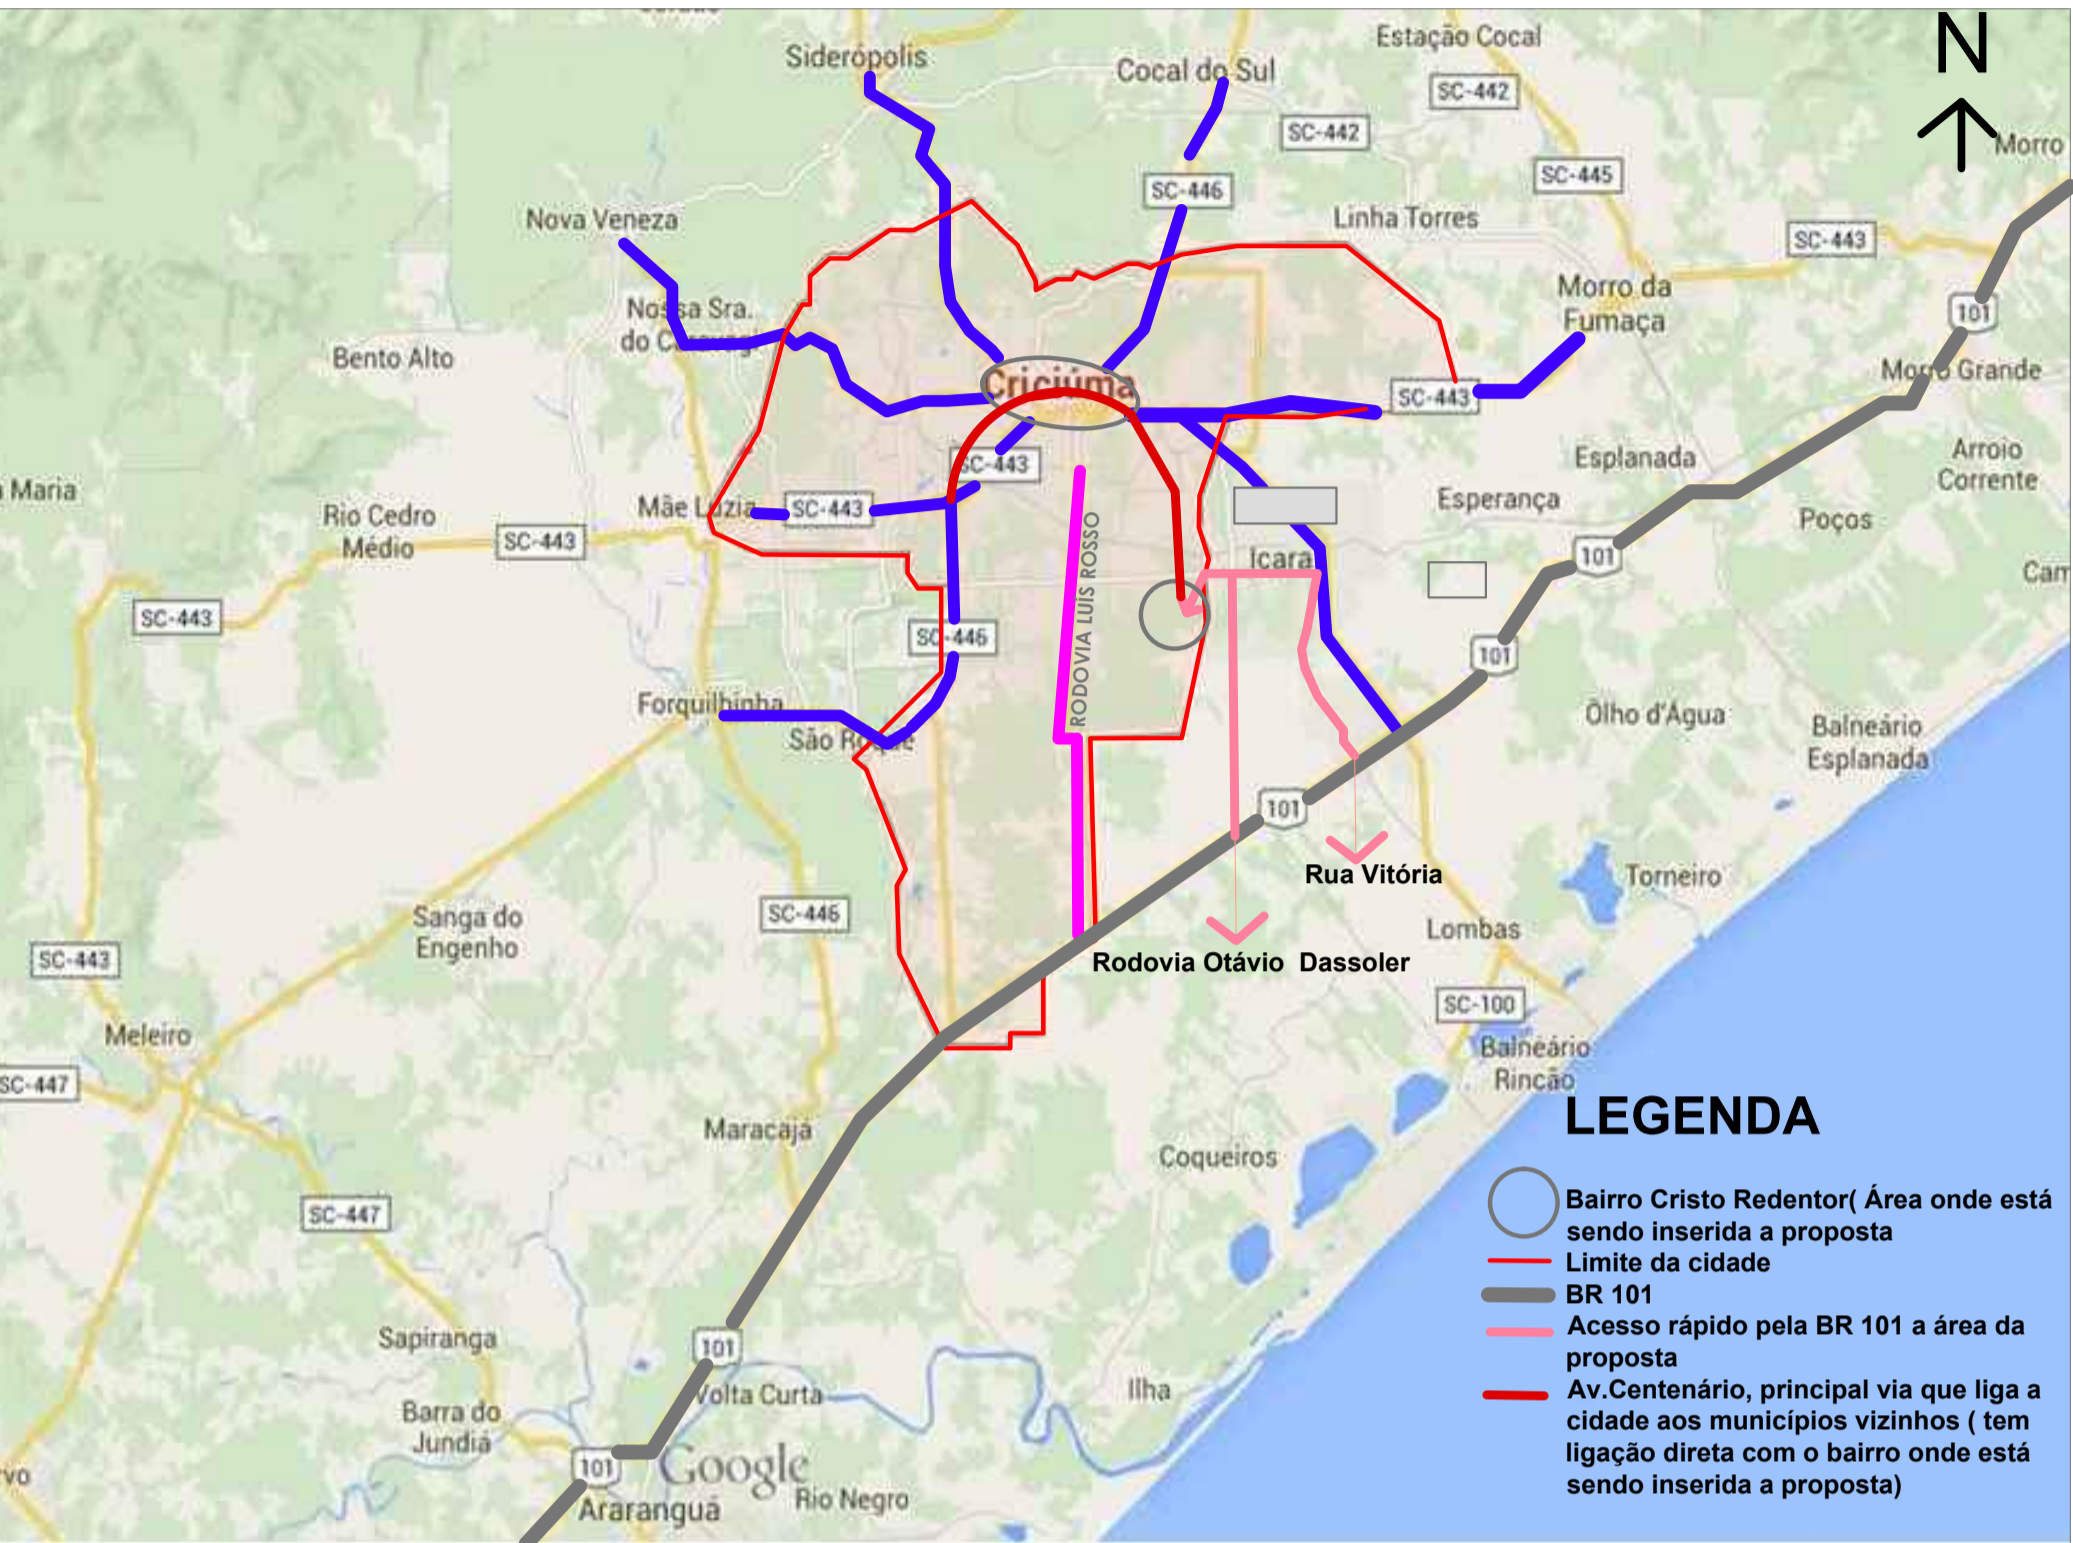 Siderópolis
Cocal do Sul
Estação Cocal
N
SC-442
SC-442
Morro
SC-446
SC-445
Nova Veneza
Linha Torres
SC-443
Nossa Sra.
do
Morro da
Fumaça
101
Bento Alto
Criciúma
SC-443
Morro Grande
SC-443
Esplanada
Arroio
Corrente
Maria
Mãe Luzia
SC-443
Esperança
Rio Cedro
Médio
SC-443
Poços
RODOVIA LUÍS ROSSO
Içara
101
SC-443
SC-446
101
Forquilhinha
São Roque
Olho d'Água
Balneário
Esplanada
101
Rua Vitória
Torneiro
Sanga do
Engenho
SC-446
Lombas
SC-443
Rodovia Otávio Dassoler
SC-100
Meleiro
Balneário
Rincão
SC-447
LEGENDA
Maracajá
Coqueiros
SC-447
Bairro Cristo Redentor( Área onde está
sendo inserida a proposta
Limite da cidade
BR 101
Acesso rápido pela BR 101 a área da
proposta
Av.Centenário, principal via que liga a
cidade aos municípios vizinhos ( tem
ligação direta com o bairro onde está
sendo inserida a proposta)
Sapiranga
101
Volta Curta
Ilha
Barra do
Jundiá
101
Google
Araranguá
Rio Negro